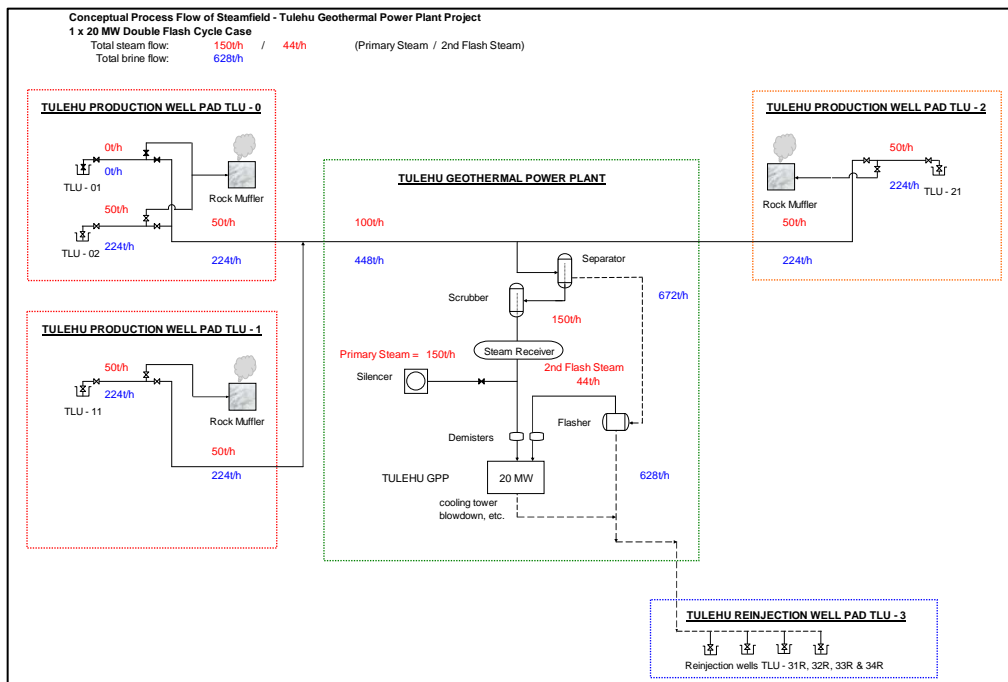 Conceptual Process Flow of Steamfield - Tulehu Geothermal Power Plant Project
1 x 20 MW Double Flash Cycle Case
Total steam flow: 150t/h / 44t/h (Primary Steam / 2nd Flash Steam)
Total brine flow: 628t/h
TULEHU PRODUCTION WELL PAD TLU - 0
0t/h
0t/h
TLU - 01
Rock Muffler
50t/h
50t/h
224t/h
TLU - 02
224t/h
TULEHU PRODUCTION WELL PAD TLU - 1
50t/h
224t/h
TLU - 11
Rock Muffler
50t/h
224t/h
TULEHU GEOTHERMAL POWER PLANT
100t/h
448t/h
Separator
672t/h
Scrubber
150t/h
Steam Receiver
Primary Steam = 150t/h
2nd Flash Steam
44t/h
Silencer
Flasher
Demisters
TULEHU GPP
20 MW
628t/h
cooling tower
blowdown, etc.
TULEHU PRODUCTION WELL PAD TLU - 2
50t/h
224t/h
TLU - 21
Rock Muffler
50t/h
224t/h
TULEHU REINJECTION WELL PAD TLU - 3
Reinjection wells TLU - 31R, 32R, 33R & 34R